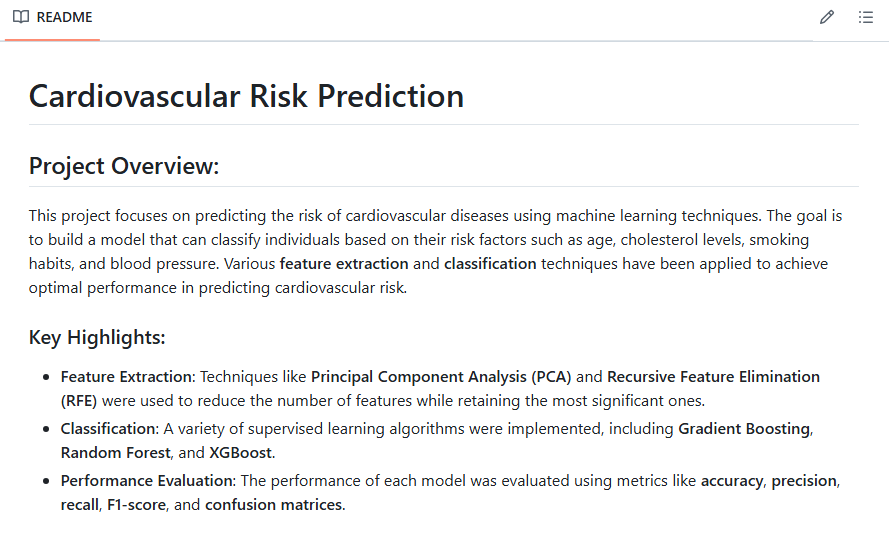 README
Cardiovascular Risk Prediction
Project Overview:
This project focuses on predicting the risk of cardiovascular diseases using machine learning techniques. The goal is
to build a model that can classify individuals based on their risk factors such as age, cholesterol levels, smoking
habits, and blood pressure. Various feature extraction and classification techniques have been applied to achieve
optimal performance in predicting cardiovascular risk.
Key Highlights:
• Feature Extraction: Techniques like Principal Component Analysis (PCA) and Recursive Feature Elimination
(RFE) were used to reduce the number of features while retaining the most significant ones.
• Classification: A variety of supervised learning algorithms were implemented, including Gradient Boosting,
Random Forest, and XGBoost.
• Performance Evaluation: The performance of each model was evaluated using metrics like accuracy, precision,
recall, F1-score, and confusion matrices.